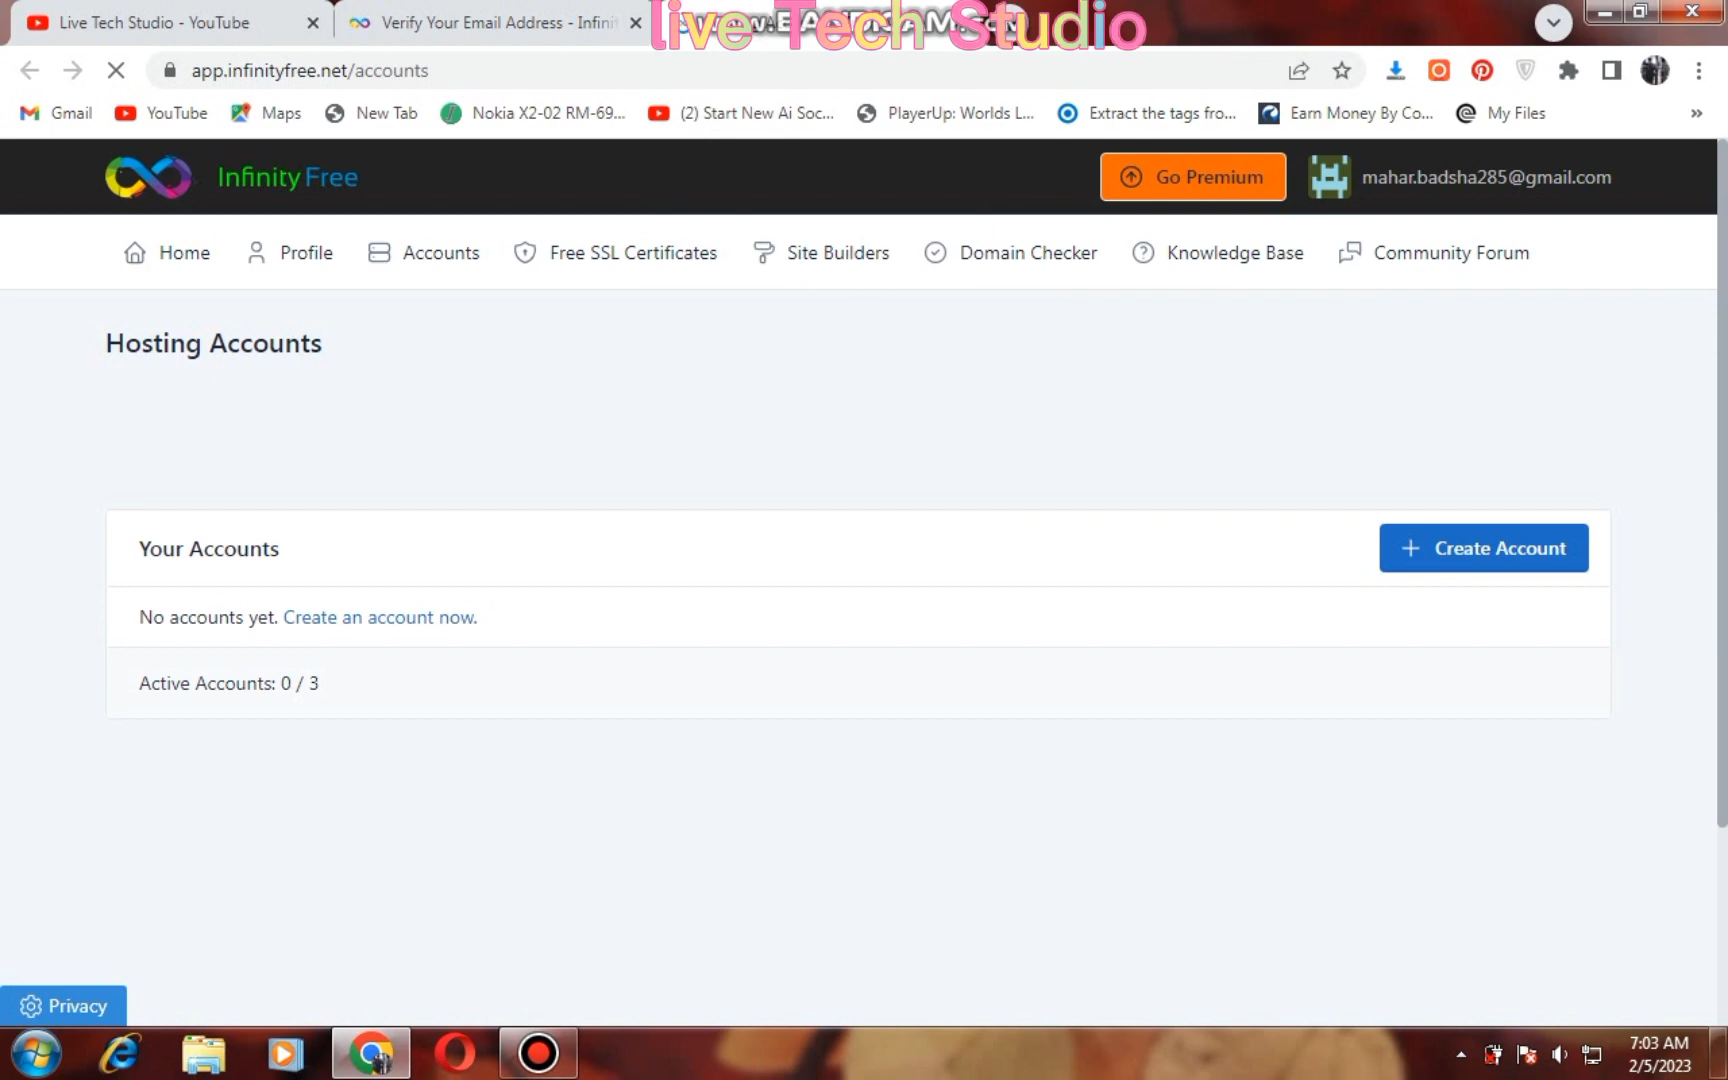 Live Tech Studio - YouTube
Verify Your Email Address - Infini
live Tech Studio
app.infinityfree.net/accounts
Gmail
YouTube
Maps
New Tab
Nokia X2-02 RM-69...
(2) Start New Ai Soc...
PlayerUp: Worlds L...
Extract the tags fro...
Earn Money By Co...
My Files
»
InfinityFree
Go Premium
mahar.badsha285@gmail.com
Home
Profile
Accounts
Free SSL Certificates
Site Builders
Domain Checker
Knowledge Base
Community Forum
Hosting Accounts
Your Accounts
+ Create Account
No accounts yet. Create an account now.
Active Accounts: 0 / 3
Privacy
7:03 AM
2/5/2023